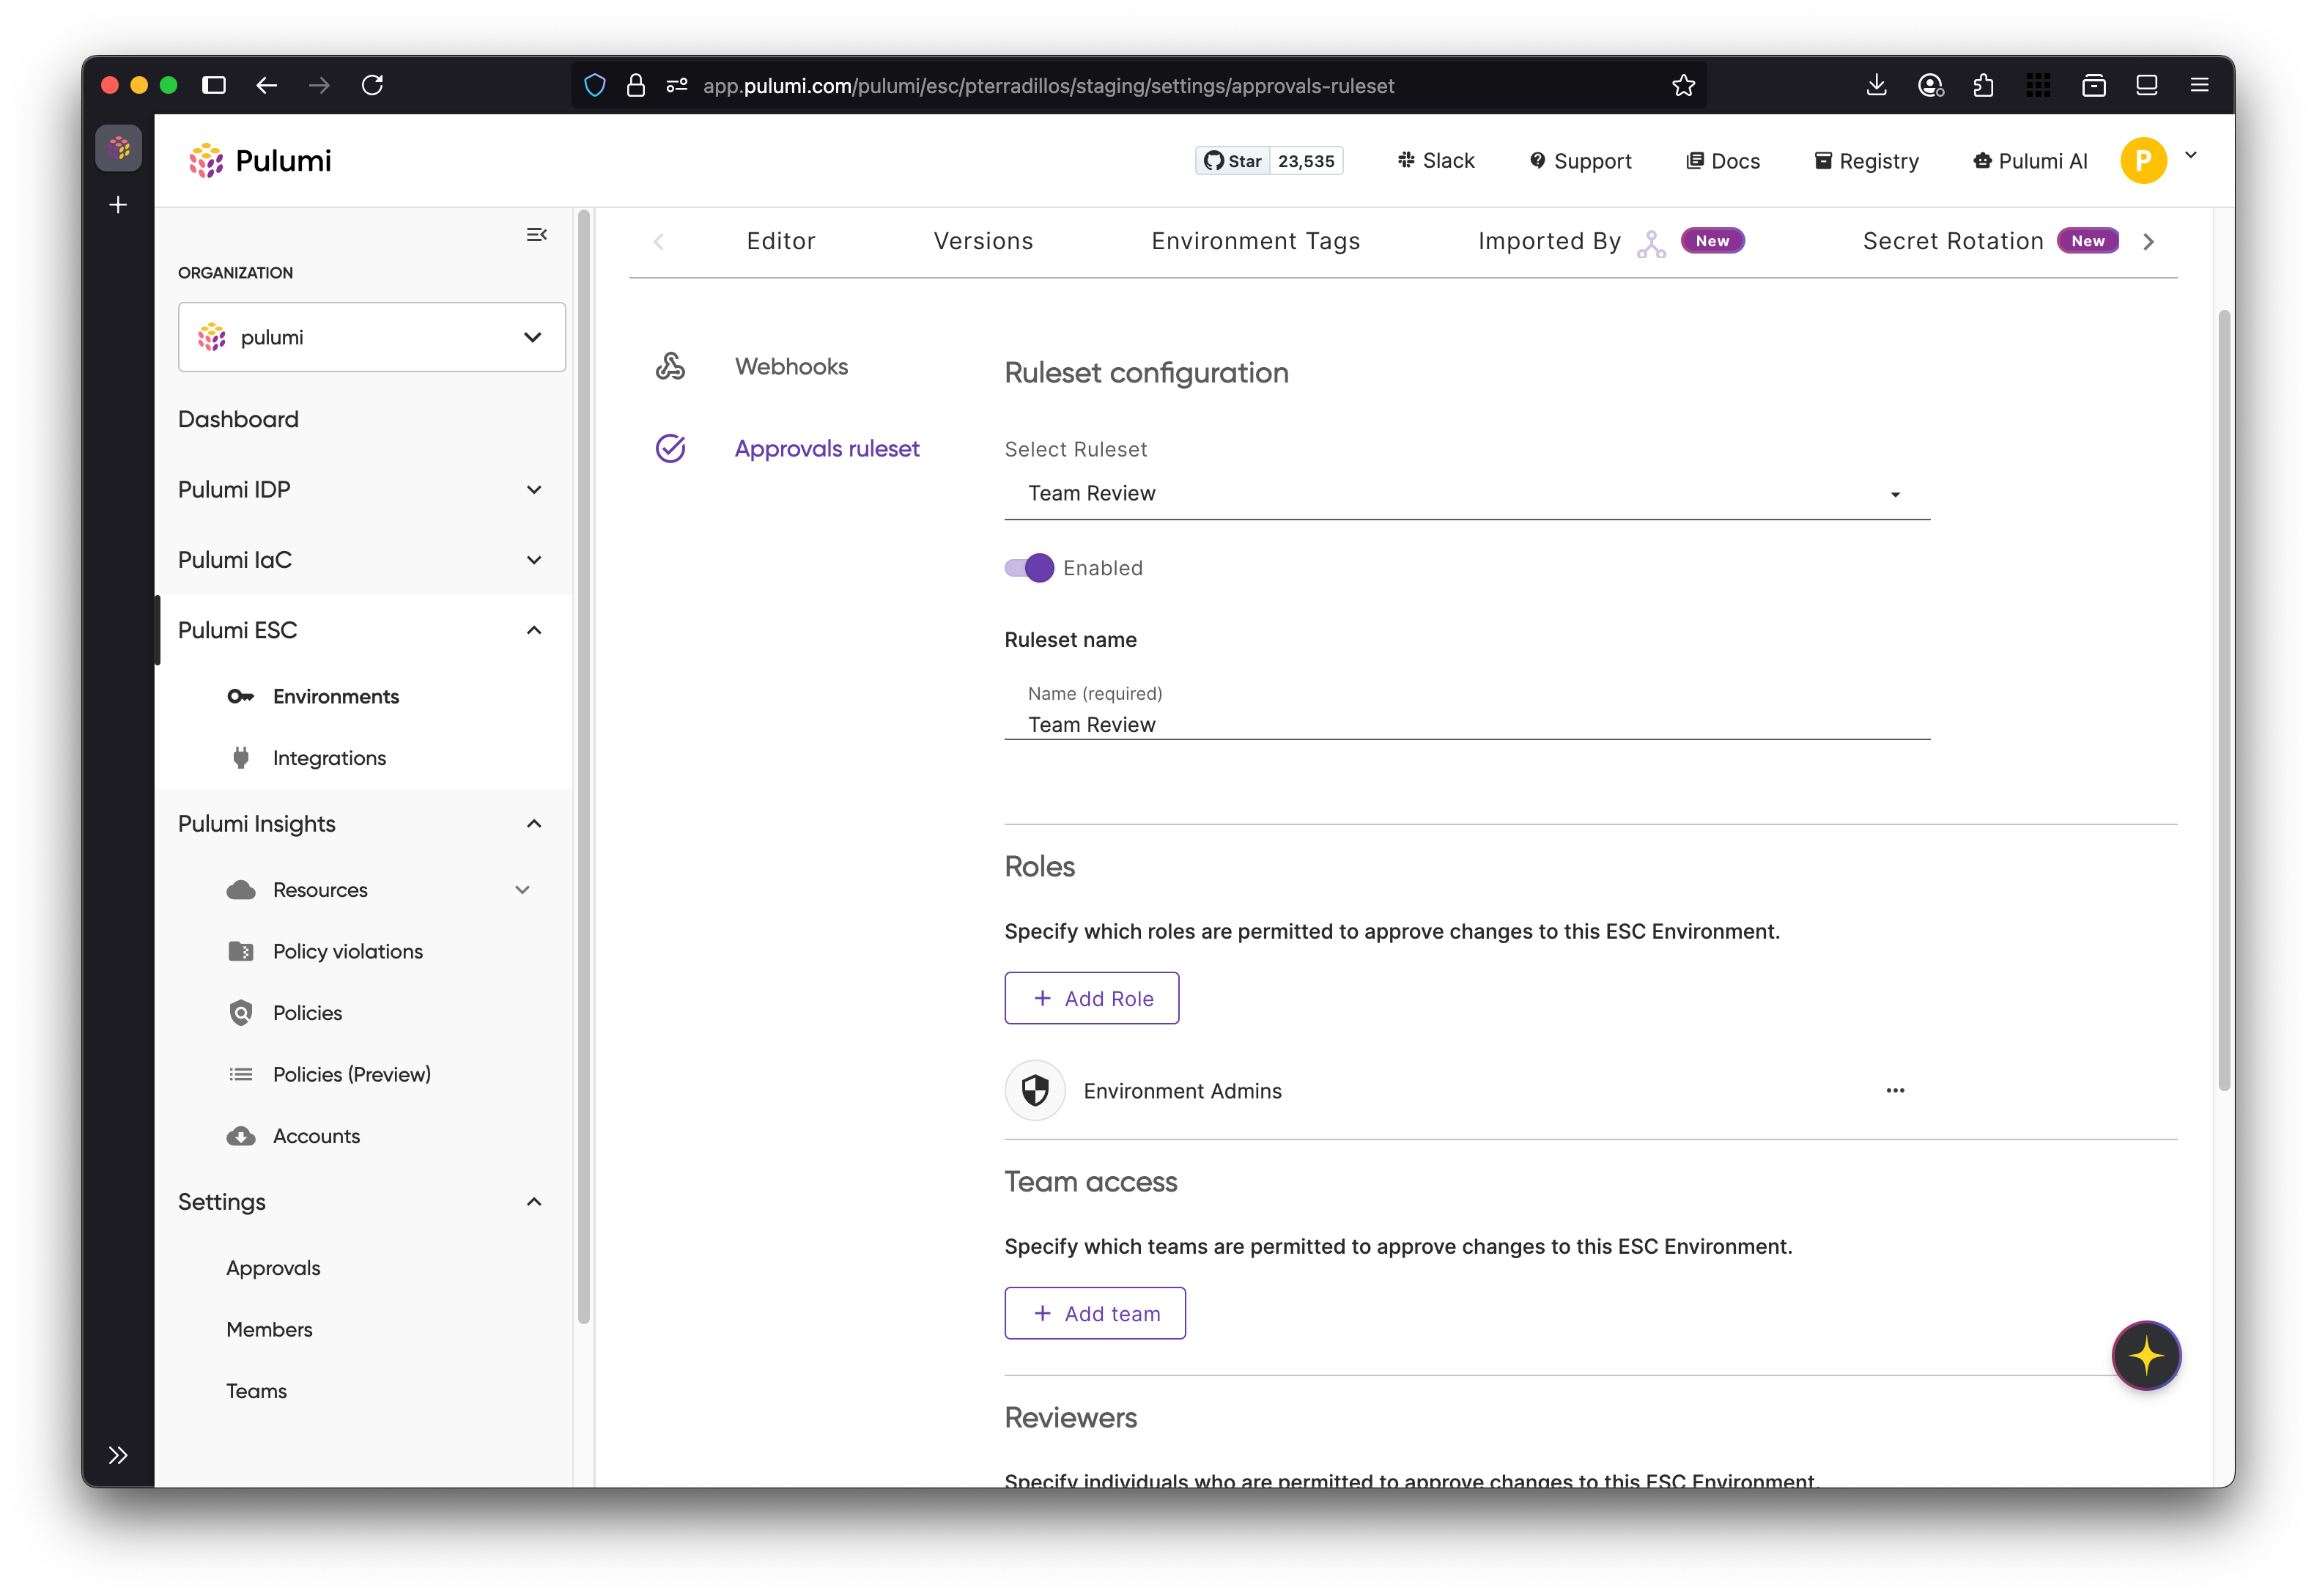 app.pulumi.com/pulumi/esc/pterradillos/staging/settings/approvals-ruleset
Pulumi
Star 23,535
Slack
Support
Docs
Registry
Pulumi AI
P
ORGANIZATION
pulumi
Dashboard
Pulumi IDP
Pulumi IaC
Pulumi ESC
Environments
Integrations
Pulumi Insights
Resources
Policy violations
Policies
Policies (Preview)
Accounts
Settings
Approvals
Members
Teams
Editor
Versions
Environment Tags
Imported By New
Secret Rotation New
Webhooks
Approvals ruleset
Ruleset configuration
Select Ruleset
Team Review
Enabled
Ruleset name
Name (required)
Team Review
Roles
Specify which roles are permitted to approve changes to this ESC Environment.
+ Add Role
Environment Admins
Team access
Specify which teams are permitted to approve changes to this ESC Environment.
+ Add team
Reviewers
Specify individuals who are permitted to approve changes to this ESC Environment.